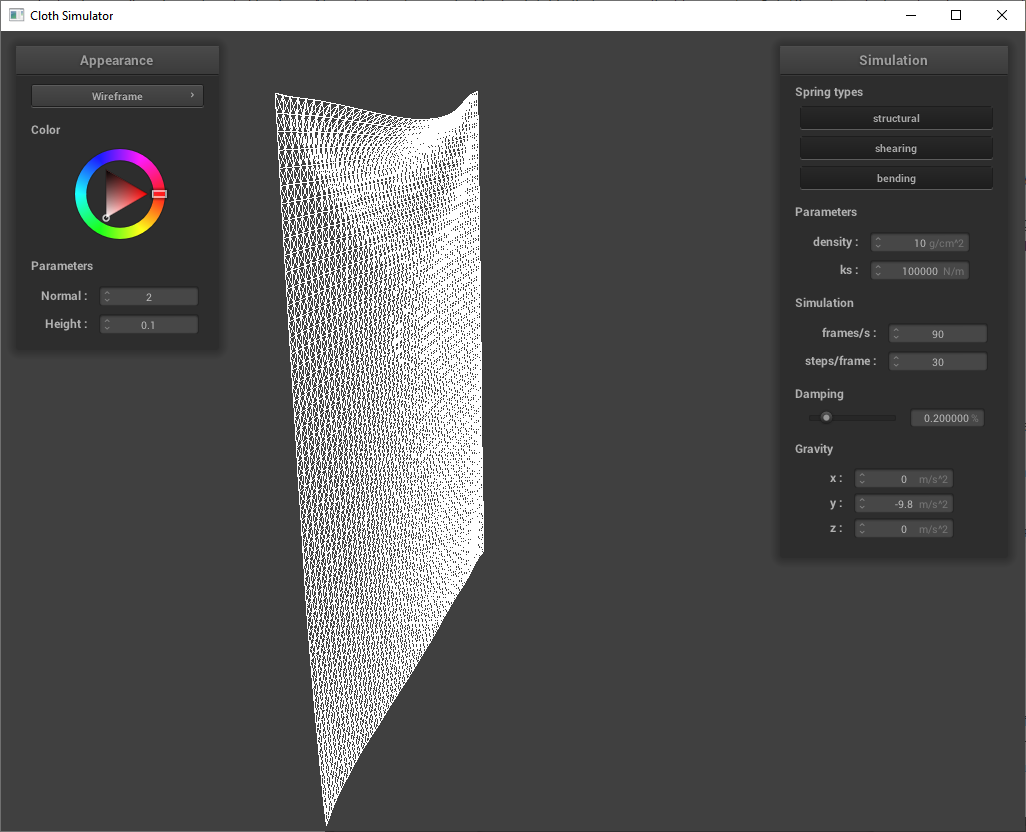 Cloth Simulator
Appearance
Wireframe
Color
Parameters
Normal : 2
Height : 0.1
Simulation
Spring types
structural
shearing
bending
Parameters
density : 10 g/cm^2
ks : 100000 N/m
Simulation
frames/s : 90
steps/frame : 30
Damping
0.200000 %
Gravity
x : 0 m/s^2
y : -9.8 m/s^2
z : 0 m/s^2